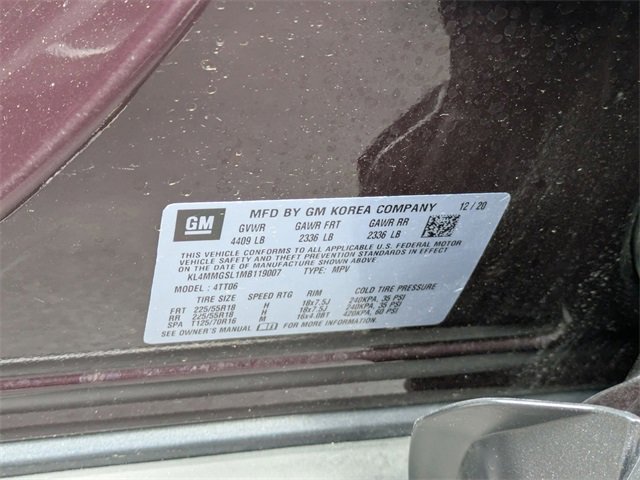 GM
MFD BY GM KOREA COMPANY 12/20
GVWR GAWR FRT GAWR RR
4409 LB 2336 LB 2336 LB
THIS VEHICLE CONFORMS TO ALL APPLICABLE U.S. FEDERAL MOTOR
VEHICLE SAFETY AND THEFT PREVENTION STANDARDS IN EFFECT
ON THE DATE OF MANUFACTURE SHOWN ABOVE.
KL4MMGSL1MB119007 TYPE: MPV
MODEL: 4TT06
TIRE SIZE SPEED RTG RIM COLD TIRE PRESSURE
FRT 225/55R18 H 18x7.5J 240KPA, 35 PSI
RR 225/55R18 H 18x7.5J 240KPA, 35 PSI
SPA T125/70R16 M 16x4.0BT 420KPA, 60 PSI
SEE OWNER'S MANUAL FOR MORE INFORMATION.